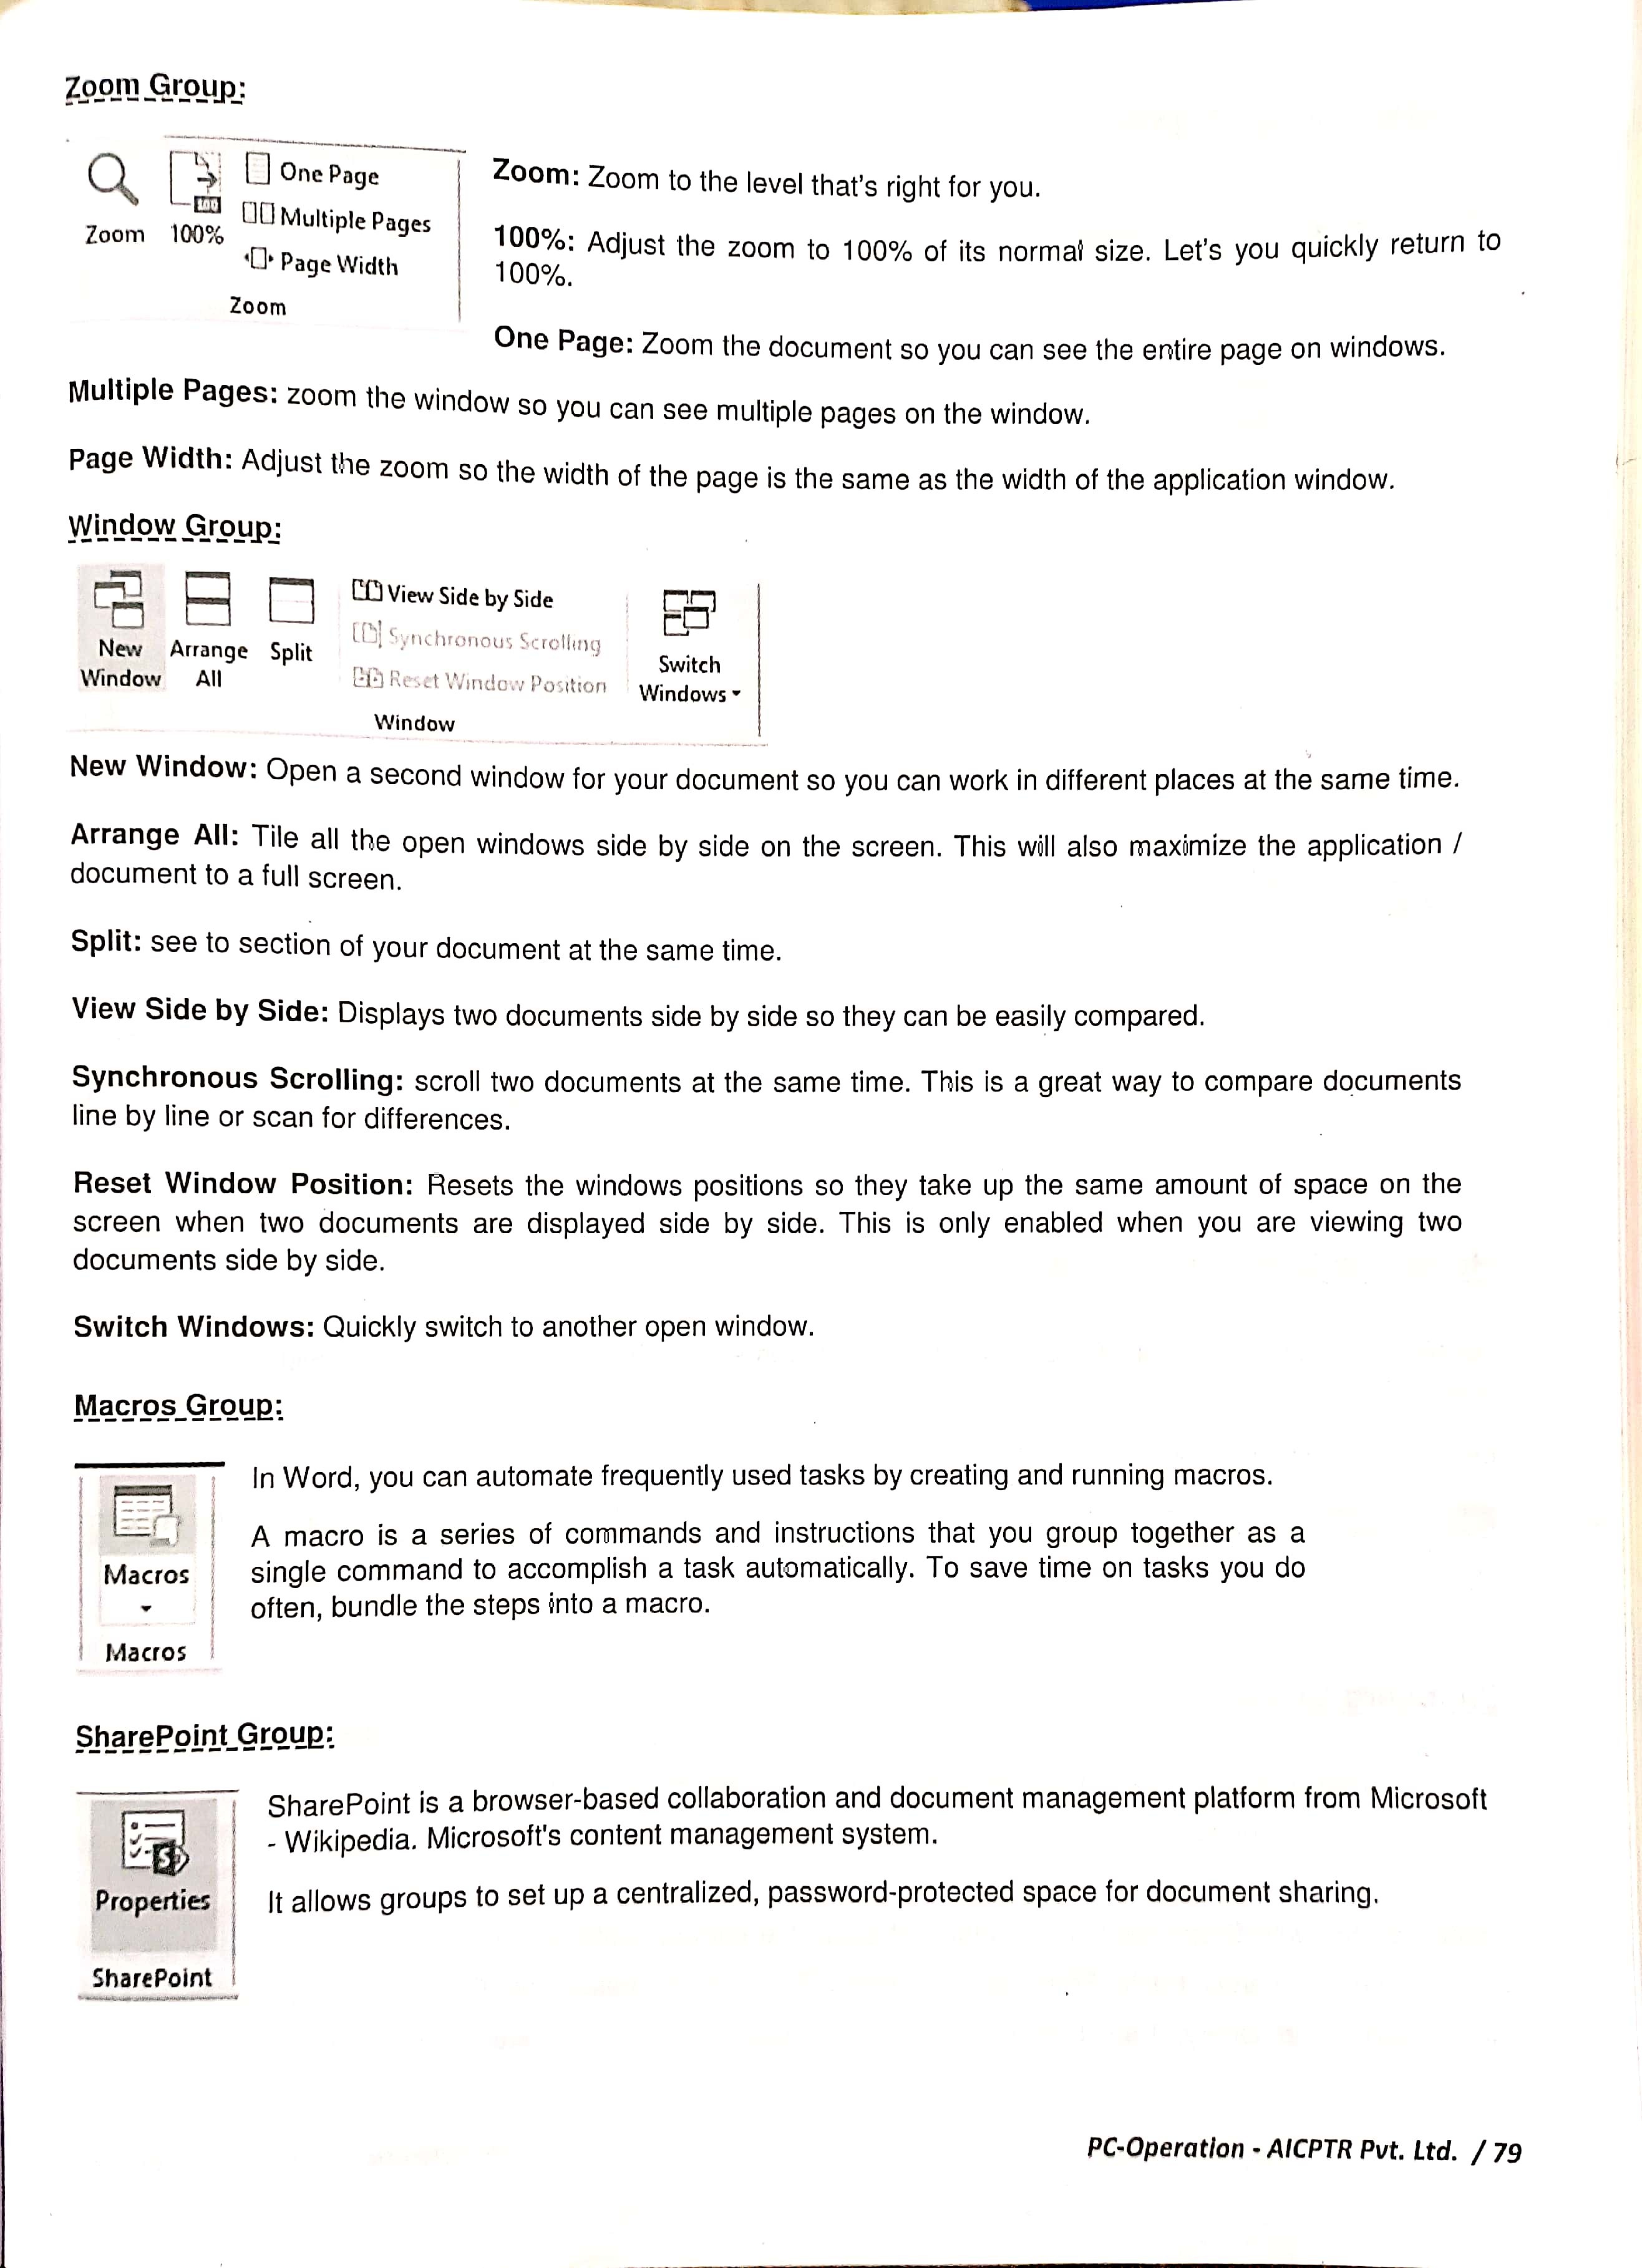 Zoom Group:
Zoom
100%
One Page
Multiple Pages
Page Width
Zoom
Zoom: Zoom to the level that's right for you.
100%: Adjust the zoom to 100% of its normal size. Let's you quickly return to
100%.
One Page: Zoom the document so you can see the entire page on windows.
Multiple Pages: zoom the window so you can see multiple pages on the window.
Page Width: Adjust the zoom so the width of the page is the same as the width of the application window.
Window Group:
New
Window
Arrange
All
Split
View Side by Side
Synchronous Scrolling
Reset Window Position
Switch
Windows
Window
New Window: Open a second window for your document so you can work in different places at the same time.
Arrange All: Tile all the open windows side by side on the screen. This will also maximize the application /
document to a full screen.
Split: see to section of your document at the same time.
View Side by Side: Displays two documents side by side so they can be easily compared.
Synchronous Scrolling: scroll two documents at the same time. This is a great way to compare documents
line by line or scan for differences.
Reset Window Position: Resets the windows positions so they take up the same amount of space on the
screen when two documents are displayed side by side. This is only enabled when you are viewing two
documents side by side.
Switch Windows: Quickly switch to another open window.
Macros Group:
Macros
Macros
In Word, you can automate frequently used tasks by creating and running macros.
A macro is a series of commands and instructions that you group together as a
single command to accomplish a task automatically. To save time on tasks you do
often, bundle the steps into a macro.
SharePoint Group:
Properties
SharePoint
SharePoint is a browser-based collaboration and document management platform from Microsoft
- Wikipedia. Microsoft's content management system.
It allows groups to set up a centralized, password-protected space for document sharing.
PC-Operation - AICPTR Pvt. Ltd. / 79